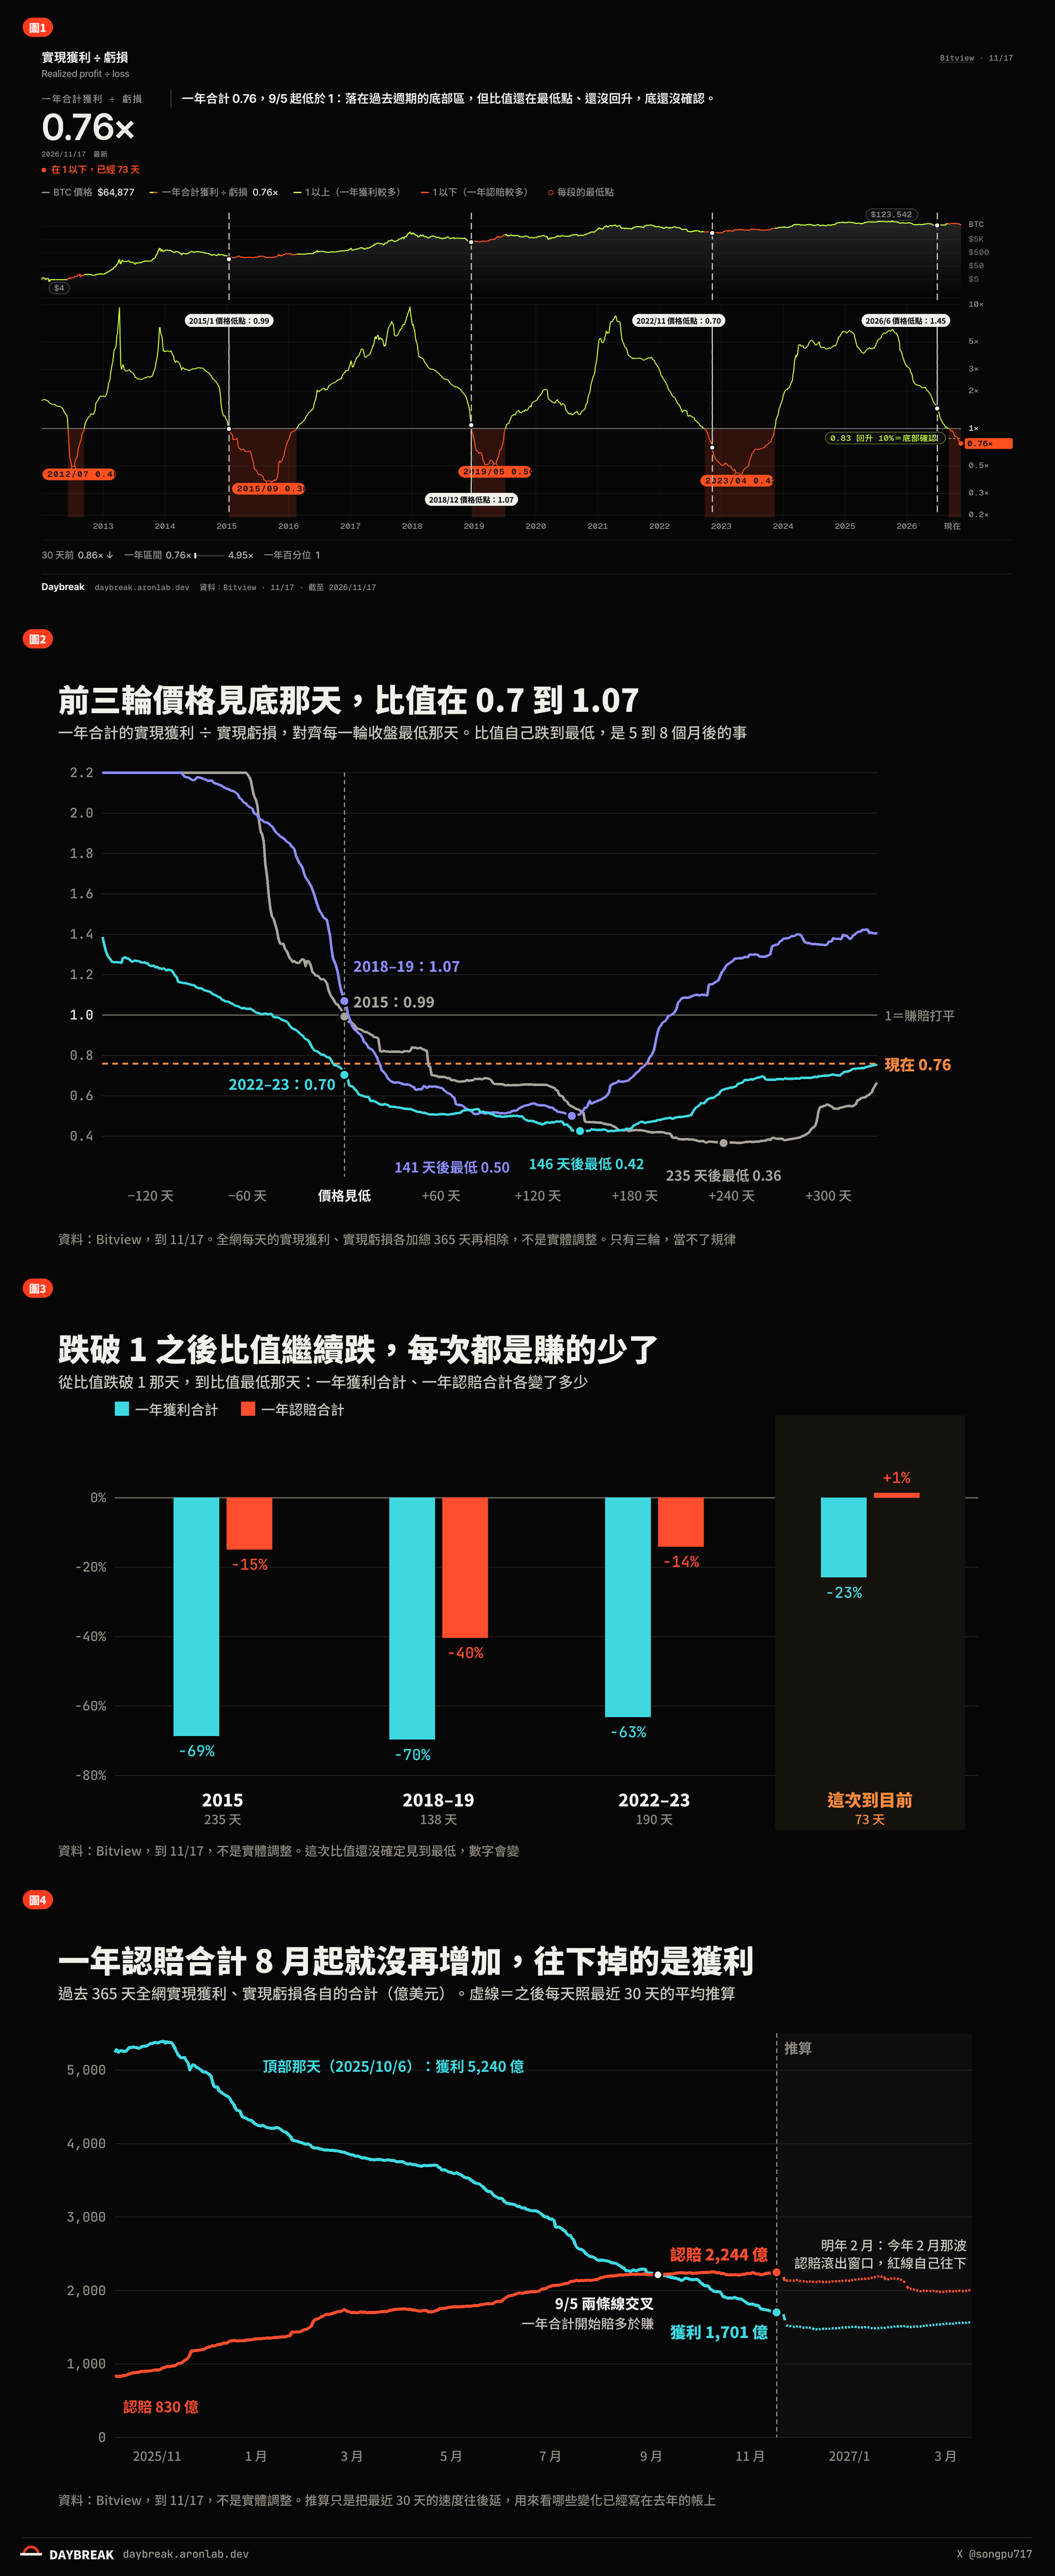 圖1
實現獲利 ÷ 虧損
Realized profit ÷ loss
Bitview · 11/17
一年合計獲利 ÷ 虧損
一年合計 0.76，9/5 起低於 1：落在過去週期的底部區，但比值還在最低點、還沒回升，底還沒確認。
0.76×
2026/11/17 最新
在 1 以下，已經 73 天
BTC 價格 $64,877
一年合計獲利 ÷ 虧損 0.76×
1 以上（一年獲利較多）
1 以下（一年認賠較多）
每段的最低點
$123,542
BTC
$5K
$500
$50
$5
$4
10×
2015/1 價格低點：0.99
2022/11 價格低點：0.70
2026/6 價格低點：1.45
5×
3×
2×
1×
0.83 回升 10%＝底部確認
0.76×
2012/07 0.4
2015/09 0.3
2019/05 0.5
2023/04 0.4
0.5×
2018/12 價格低點：1.07
0.3×
0.2×
2013 2014 2015 2016 2017 2018 2019 2020 2021 2022 2023 2024 2025 2026 現在
30 天前 0.86× ↓ 一年區間 0.76× 4.95× 一年百分位 1
Daybreak daybreak.aronlab.dev 資料：Bitview · 11/17 · 截至 2026/11/17
圖2
前三輪價格見底那天，比值在 0.7 到 1.07
一年合計的實現獲利 ÷ 實現虧損，對齊每一輪收盤最低那天。比值自己跌到最低，是 5 到 8 個月後的事
2.2
2.0
1.8
1.6
1.4
1.2
1.0
0.8
0.6
0.4
2018–19：1.07
2015：0.99
1＝賺賠打平
現在 0.76
2022–23：0.70
141 天後最低 0.50
146 天後最低 0.42
235 天後最低 0.36
−120 天 −60 天 價格見低 +60 天 +120 天 +180 天 +240 天 +300 天
資料：Bitview，到 11/17。全網每天的實現獲利、實現虧損各加總 365 天再相除，不是實體調整。只有三輪，當不了規律
圖3
跌破 1 之後比值繼續跌，每次都是賺的少了
從比值跌破 1 那天，到比值最低那天：一年獲利合計、一年認賠合計各變了多少
一年獲利合計 一年認賠合計
0%
-20%
-40%
-60%
-80%
-69%
-15%
-70%
-40%
-63%
-14%
-23%
+1%
2015 2018–19 2022–23 這次到目前
235 天 138 天 190 天 73 天
資料：Bitview，到 11/17，不是實體調整。這次比值還沒確定見到最低，數字會變
圖4
一年認賠合計 8 月起就沒再增加，往下掉的是獲利
過去 365 天全網實現獲利、實現虧損各自的合計（億美元）。虛線＝之後每天照最近 30 天的平均推算
推算
頂部那天（2025/10/6）：獲利 5,240 億
5,000
4,000
3,000
2,000
1,000
0
明年 2 月：今年 2 月那波
認賠滾出窗口，紅線自己往下
認賠 2,244 億
9/5 兩條線交叉
一年合計開始賠多於賺
獲利 1,701 億
認賠 830 億
2025/11 1 月 3 月 5 月 7 月 9 月 11 月 2027/1 3 月
資料：Bitview，到 11/17，不是實體調整。推算只是把最近 30 天的速度往後延，用來看哪些變化已經寫在去年的帳上
DAYBREAK daybreak.aronlab.dev
X @songpu717